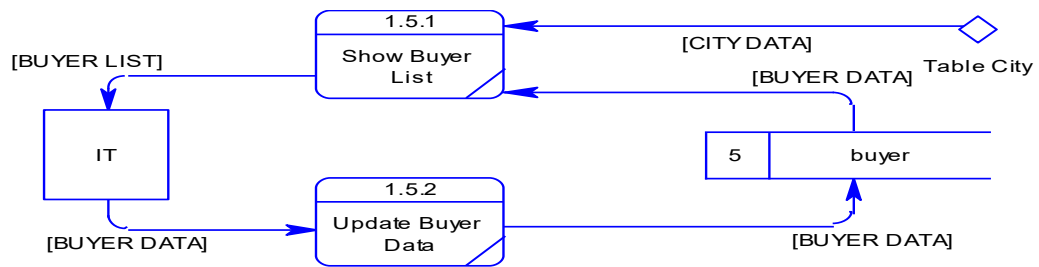 1.5.1
Show Buyer
List
[CITY DATA]
Table City
[BUYER LIST]
[BUYER DATA]
IT
5
buyer
1.5.2
Update Buyer
Data
[BUYER DATA]
[BUYER DATA]